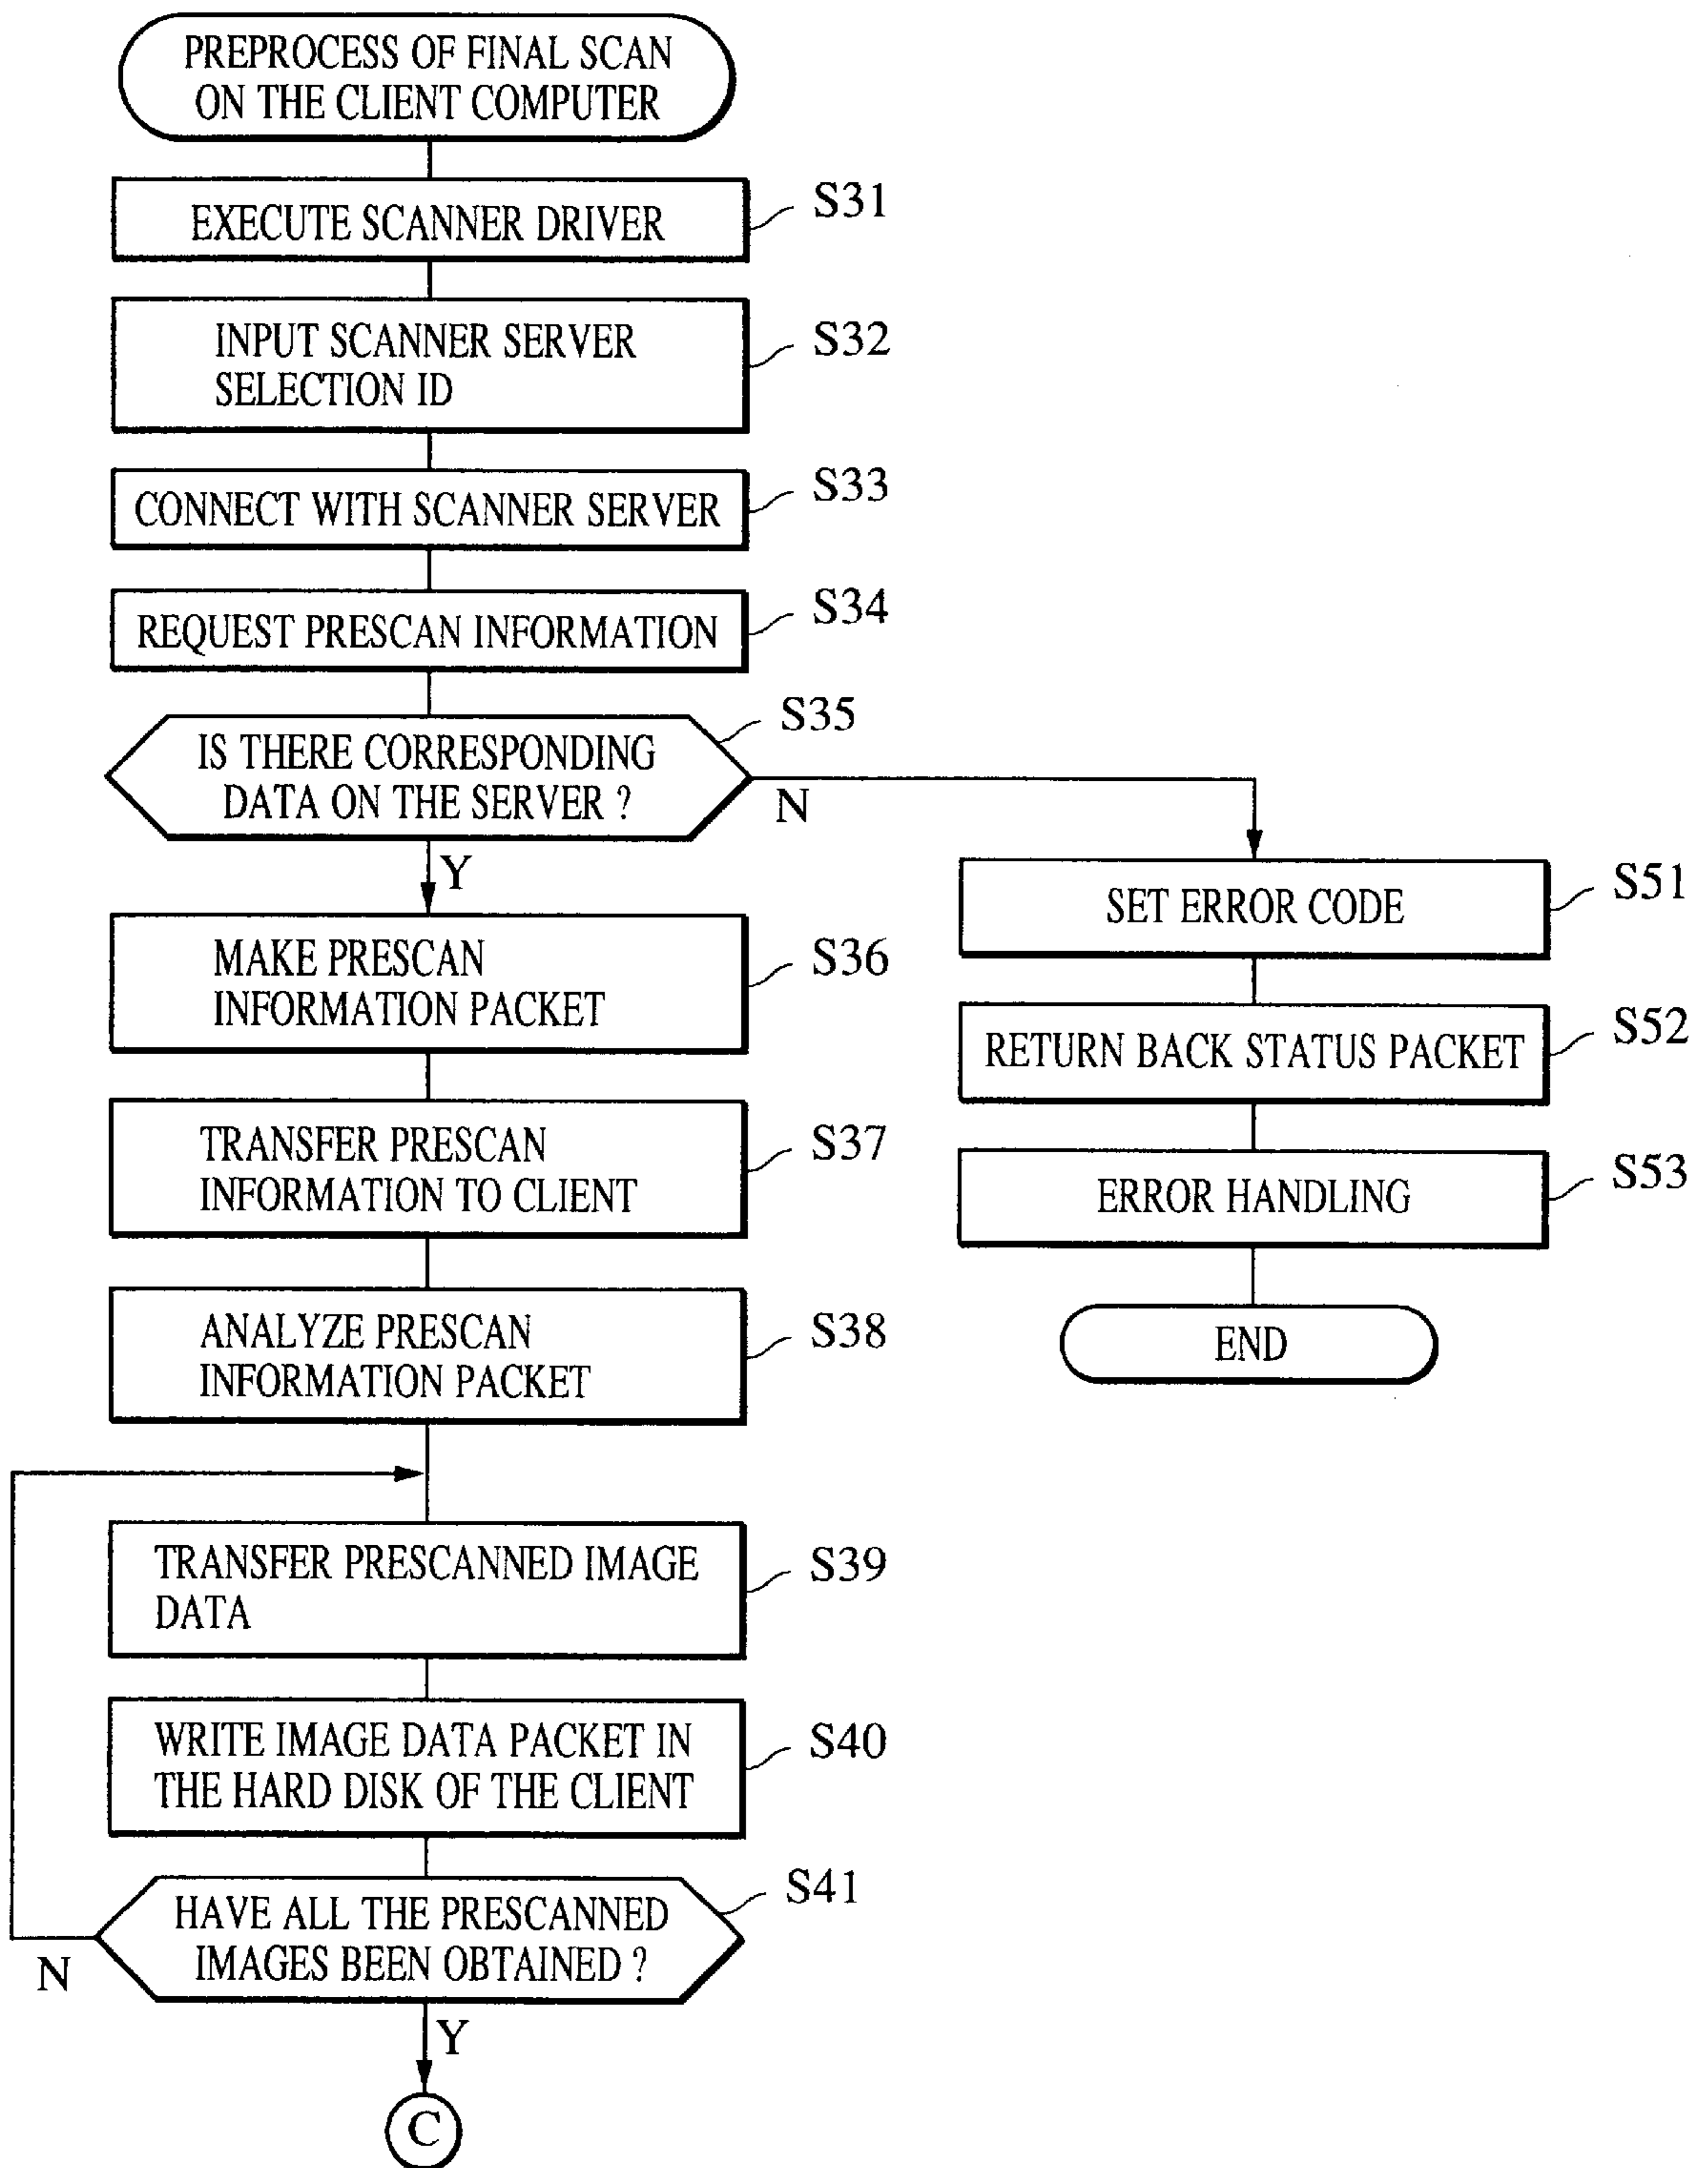 PREPROCESS OF FINAL SCAN
ON THE CLIENT COMPUTER
EXECUTE SCANNER DRIVER
S31
INPUT SCANNER SERVER
SELECTION ID
S32
CONNECT WITH SCANNER SERVER
S33
REQUEST PRESCAN INFORMATION
S34
IS THERE CORRESPONDING
DATA ON THE SERVER ?
S35
N
Y
MAKE PRESCAN
INFORMATION PACKET
S36
TRANSFER PRESCAN
INFORMATION TO CLIENT
S37
ANALYZE PRESCAN
INFORMATION PACKET
S38
TRANSFER PRESCANNED IMAGE
DATA
S39
WRITE IMAGE DATA PACKET IN
THE HARD DISK OF THE CLIENT
S40
HAVE ALL THE PRESCANNED
IMAGES BEEN OBTAINED ?
S41
N
Y
C
SET ERROR CODE
S51
RETURN BACK STATUS PACKET
S52
ERROR HANDLING
S53
END